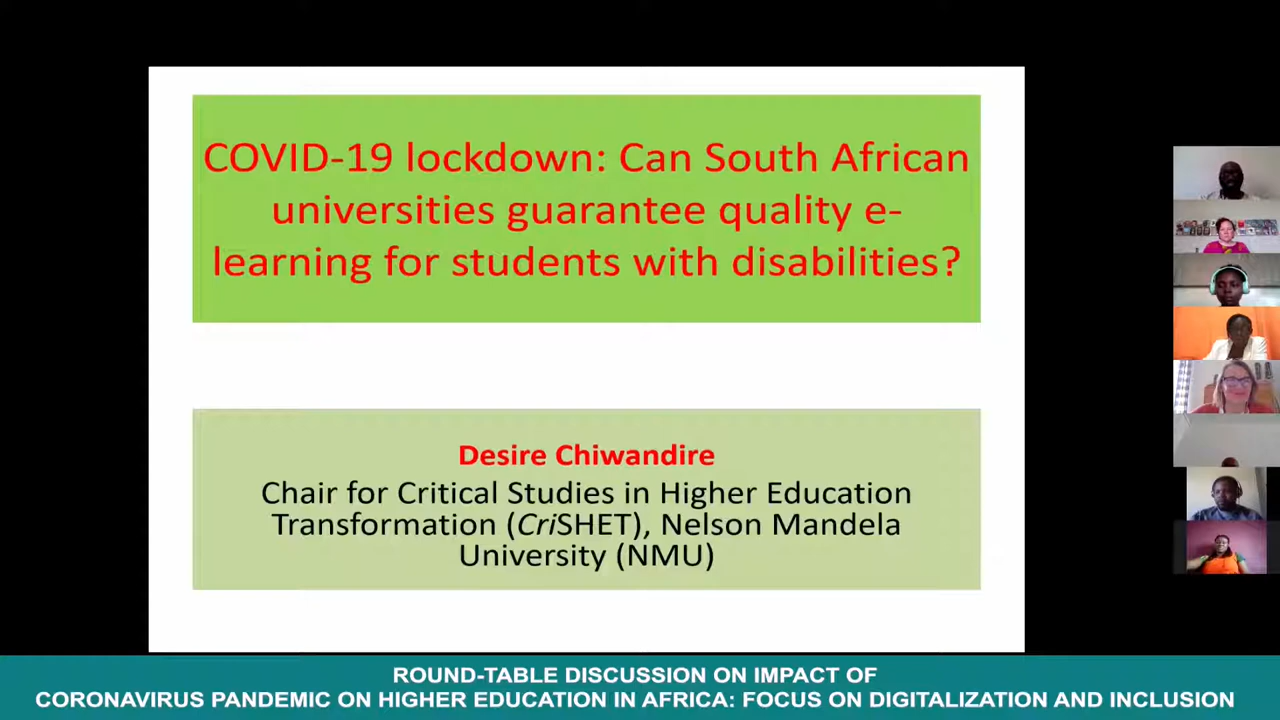 COVID-19 lockdown: Can South African
universities guarantee quality e-
learning for students with disabilities?
Desire Chiwandire
Chair for Critical Studies in Higher Education
Transformation (CriSHET), Nelson Mandela
University (NMU)
ROUND-TABLE DISCUSSION ON IMPACT OF
CORONAVIRUS PANDEMIC ON HIGHER EDUCATION IN AFRICA: FOCUS ON DIGITALIZATION AND INCLUSION